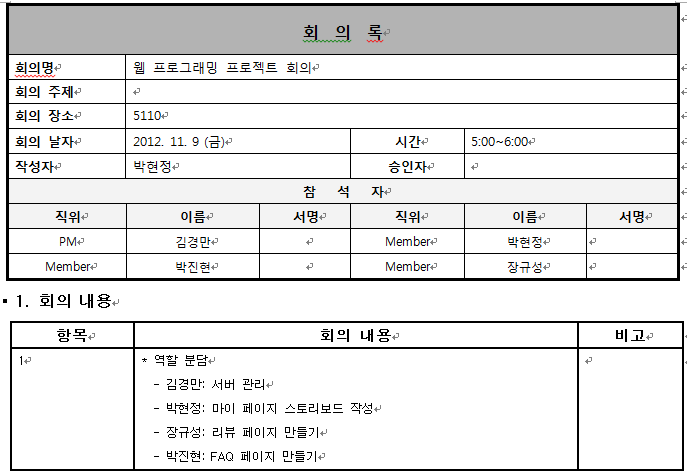 회 의 록
회의명 웹 프로그래밍 프로젝트 회의
회의 주제
회의 장소 5110
회의 날자 2012. 11. 9 (금) 시간 5:00~6:00
작성자 박현정 승인자
참 석 자
직위 이름 서명 직위 이름 서명
PM 김경만 Member 박현정
Member 박진현 Member 장규성
▪ 1. 회의 내용
항목 회의 내용 비고
1 * 역할 분담
- 김경만: 서버 관리
- 박현정: 마이 페이지 스토리보드 작성
- 장규성: 리뷰 페이지 만들기
- 박진현: FAQ 페이지 만들기